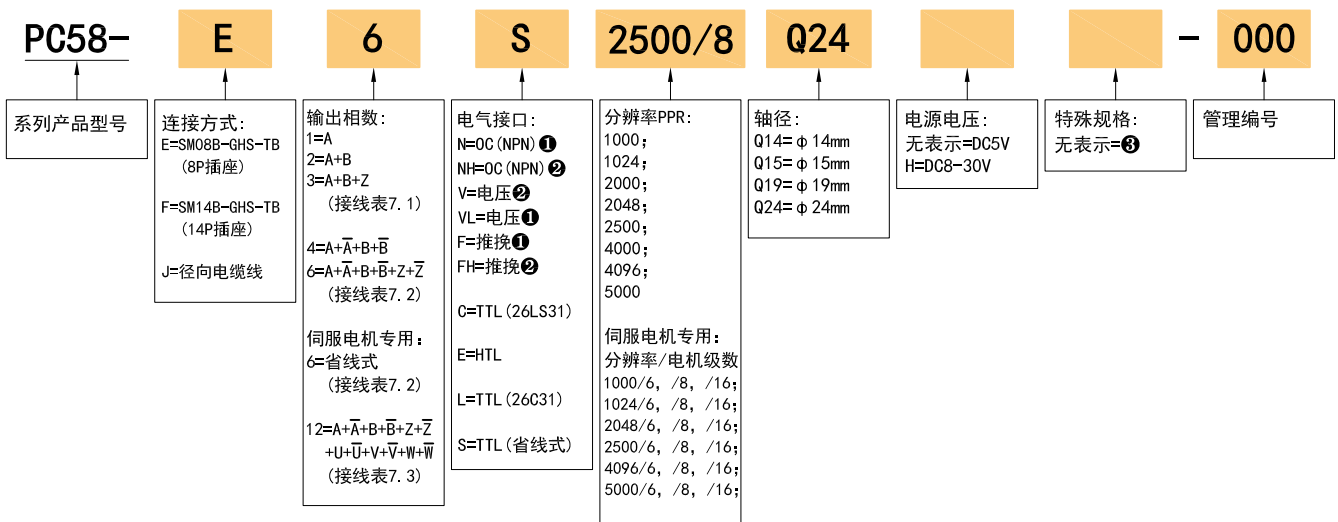 PC58- E 6 S 2500/8 Q24 - 000
系列产品型号
连接方式:
E=SM08B-GHS-TB
(8P插座)
F=SM14B-GHS-TB
(14P插座)
J=径向电缆线
输出相数:
1=A
2=A+B
3=A+B+Z
(接线表7.1)
4=A+A̅+B+B̅
6=A+A̅+B+B̅+Z+Z̅
(接线表7.2)
伺服电机专用:
6=省线式
(接线表7.2)
12=A+A̅+B+B̅+Z+Z̅
+U+U̅+V+V̅+W+W̅
(接线表7.3)
电气接口:
N=OC(NPN)❶
NH=OC(NPN)❷
V=电压❷
VL=电压❶
F=推挽❶
FH=推挽❷
C=TTL(26LS31)
E=HTL
L=TTL(26C31)
S=TTL(省线式)
分辨率PPR:
1000;
1024;
2000;
2048;
2500;
4000;
4096;
5000
伺服电机专用:
分辨率/电机级数
1000/6, /8, /16;
1024/6, /8, /16;
2048/6, /8, /16;
2500/6, /8, /16;
4096/6, /8, /16;
5000/6, /8, /16;
轴径:
Q14=φ14mm
Q15=φ15mm
Q19=φ19mm
Q24=φ24mm
电源电压:
无表示=DC5V
H=DC8-30V
特殊规格:
无表示=❸
管理编号